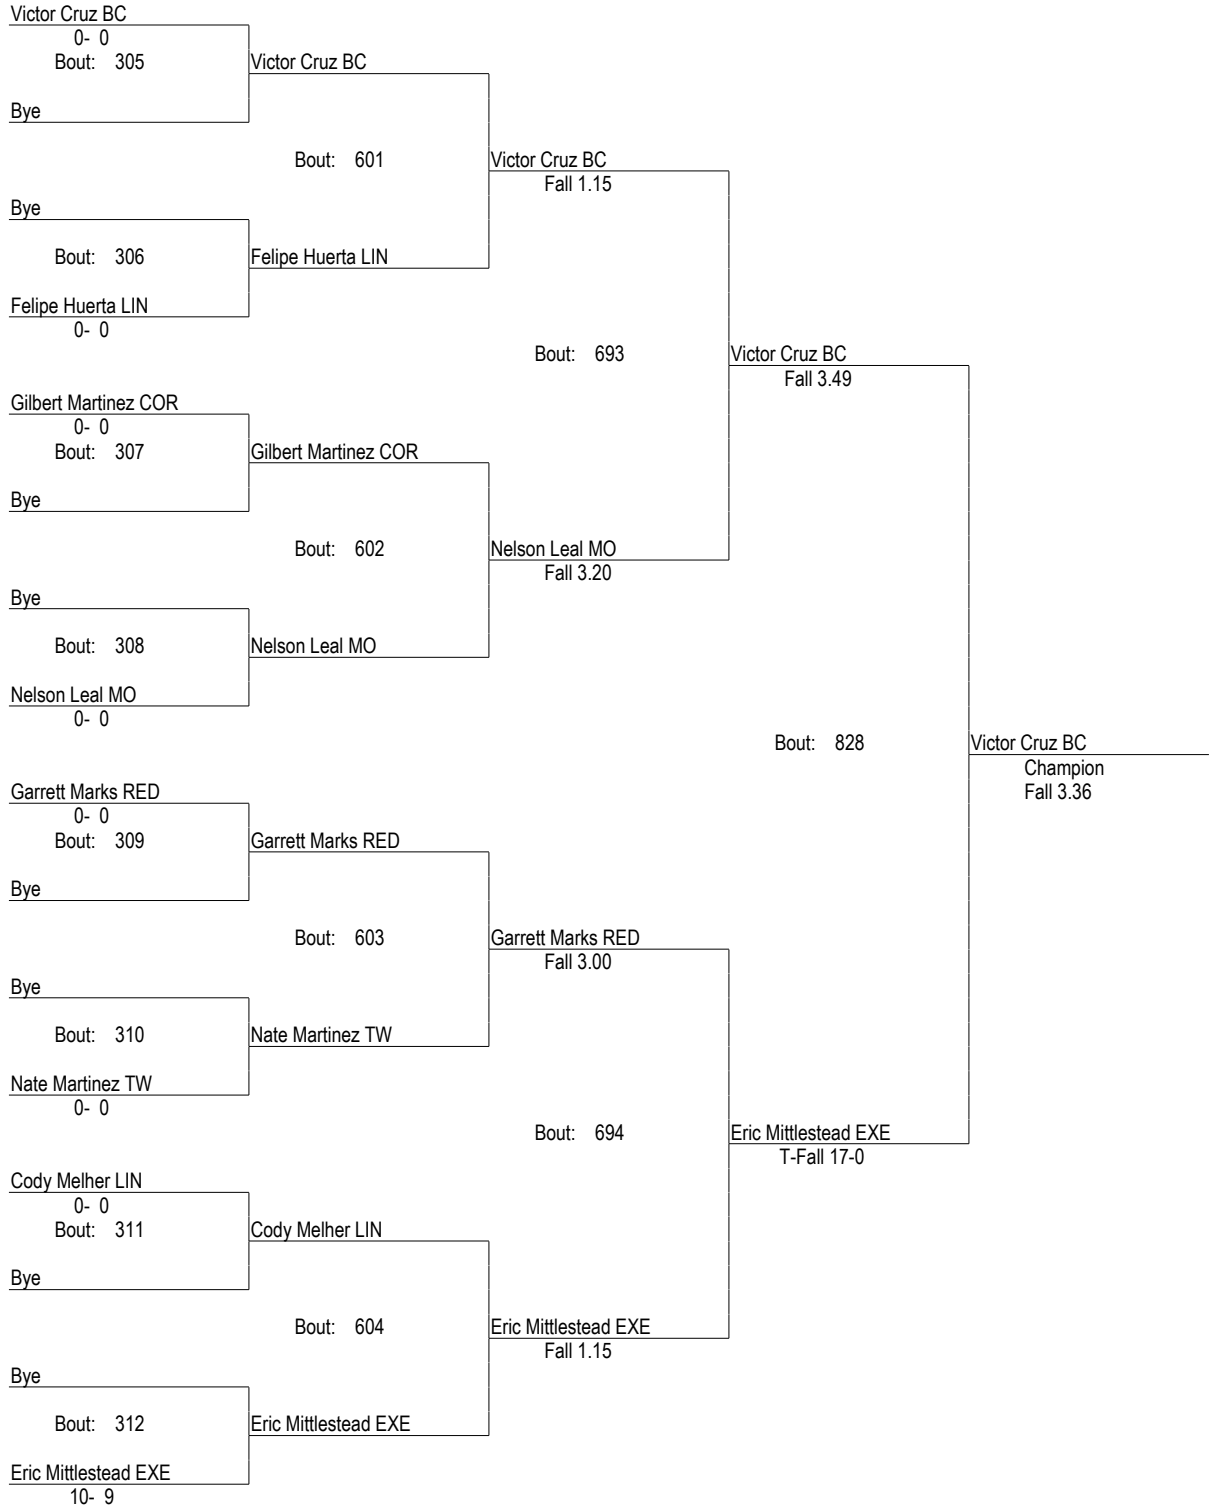 Victor Cruz BC
0- 0
Bout: 305
Victor Cruz BC
Bye
Bout: 601
Victor Cruz BC
Fall 1.15
Bye
Bout: 306
Felipe Huerta LIN
Felipe Huerta LIN
0- 0
Bout: 693
Victor Cruz BC
Fall 3.49
Gilbert Martinez COR
0- 0
Bout: 307
Gilbert Martinez COR
Bye
Bout: 602
Nelson Leal MO
Fall 3.20
Bye
Bout: 308
Nelson Leal MO
Nelson Leal MO
0- 0
Bout: 828
Victor Cruz BC
Champion
Fall 3.36
Garrett Marks RED
0- 0
Bout: 309
Garrett Marks RED
Bye
Bout: 603
Garrett Marks RED
Fall 3.00
Bye
Bout: 310
Nate Martinez TW
Nate Martinez TW
0- 0
Bout: 694
Eric Mittlestead EXE
T-Fall 17-0
Cody Melher LIN
0- 0
Bout: 311
Cody Melher LIN
Bye
Bout: 604
Eric Mittlestead EXE
Fall 1.15
Bye
Bout: 312
Eric Mittlestead EXE
Eric Mittlestead EXE
10- 9